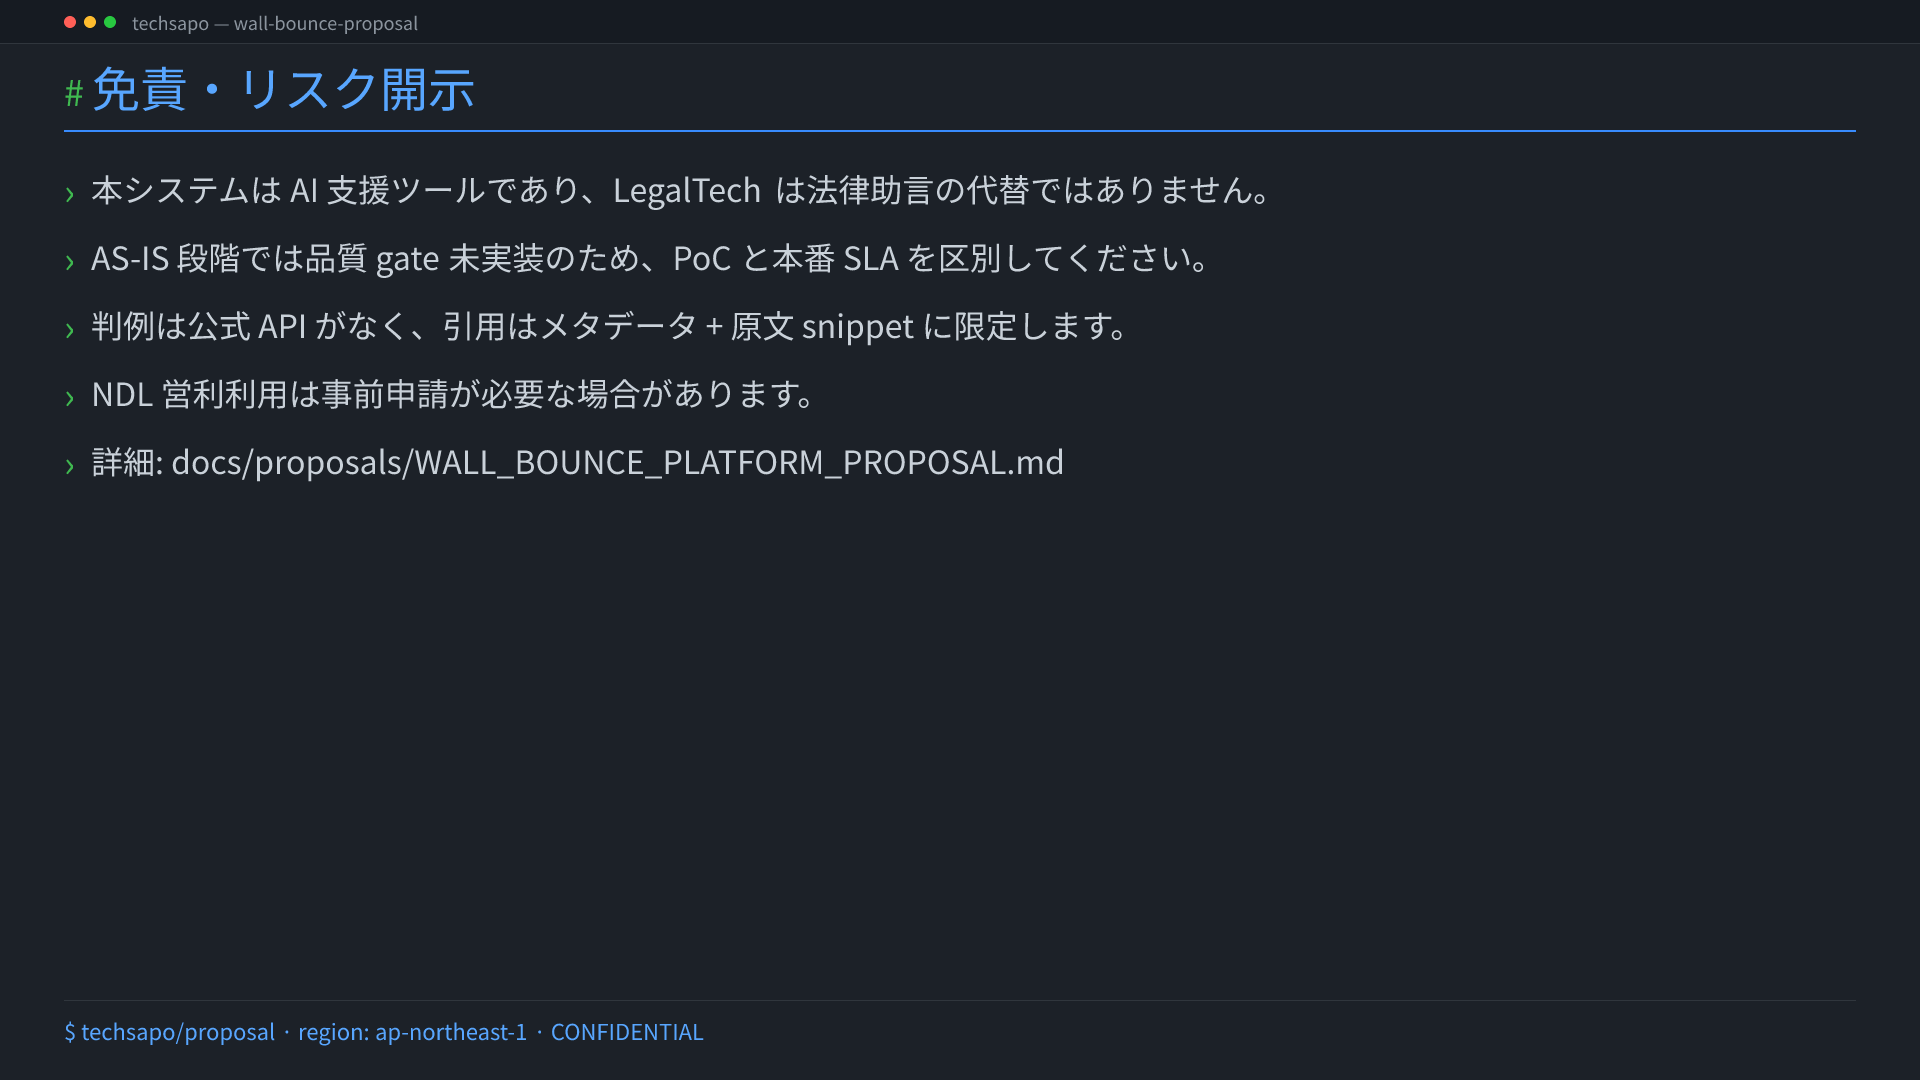 techsapo — wall-bounce-proposal
# 免責・リスク開示
› 本システムは AI 支援ツールであり、LegalTech は法律助言の代替ではありません。
› AS-IS 段階では品質 gate 未実装のため、PoC と本番 SLA を区別してください。
› 判例は公式 API がなく、引用はメタデータ + 原文 snippet に限定します。
› NDL 営利利用は事前申請が必要な場合があります。
› 詳細: docs/proposals/WALL_BOUNCE_PLATFORM_PROPOSAL.md
$ techsapo/proposal · region: ap-northeast-1 · CONFIDENTIAL